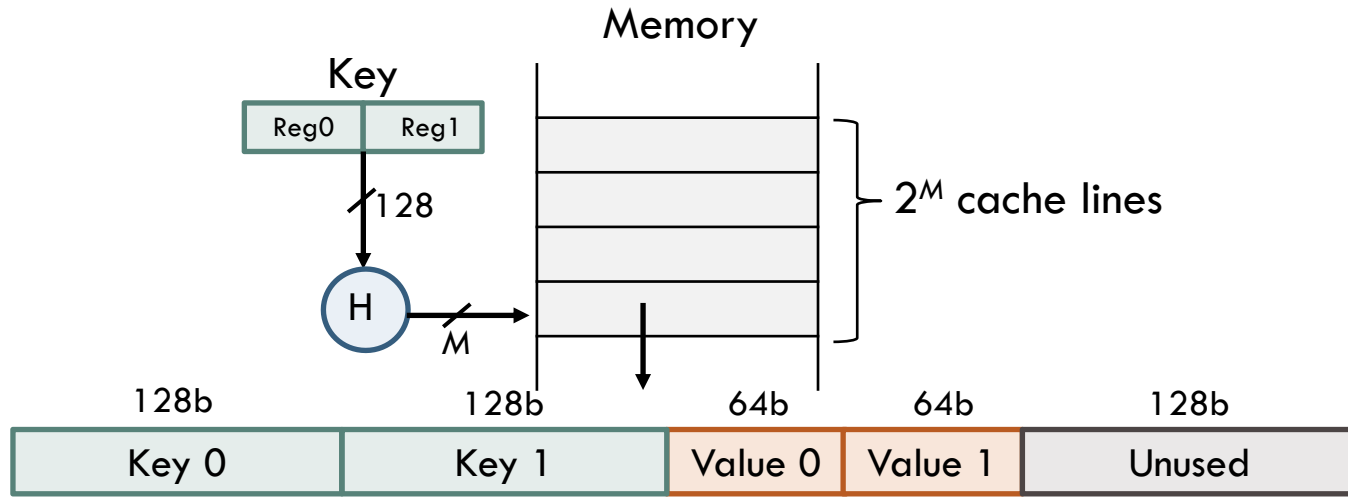 Memory
Key
Reg0 Reg1
128
2^M cache lines
H
M
128b 128b 64b 64b 128b
Key 0 Key 1 Value 0 Value 1 Unused